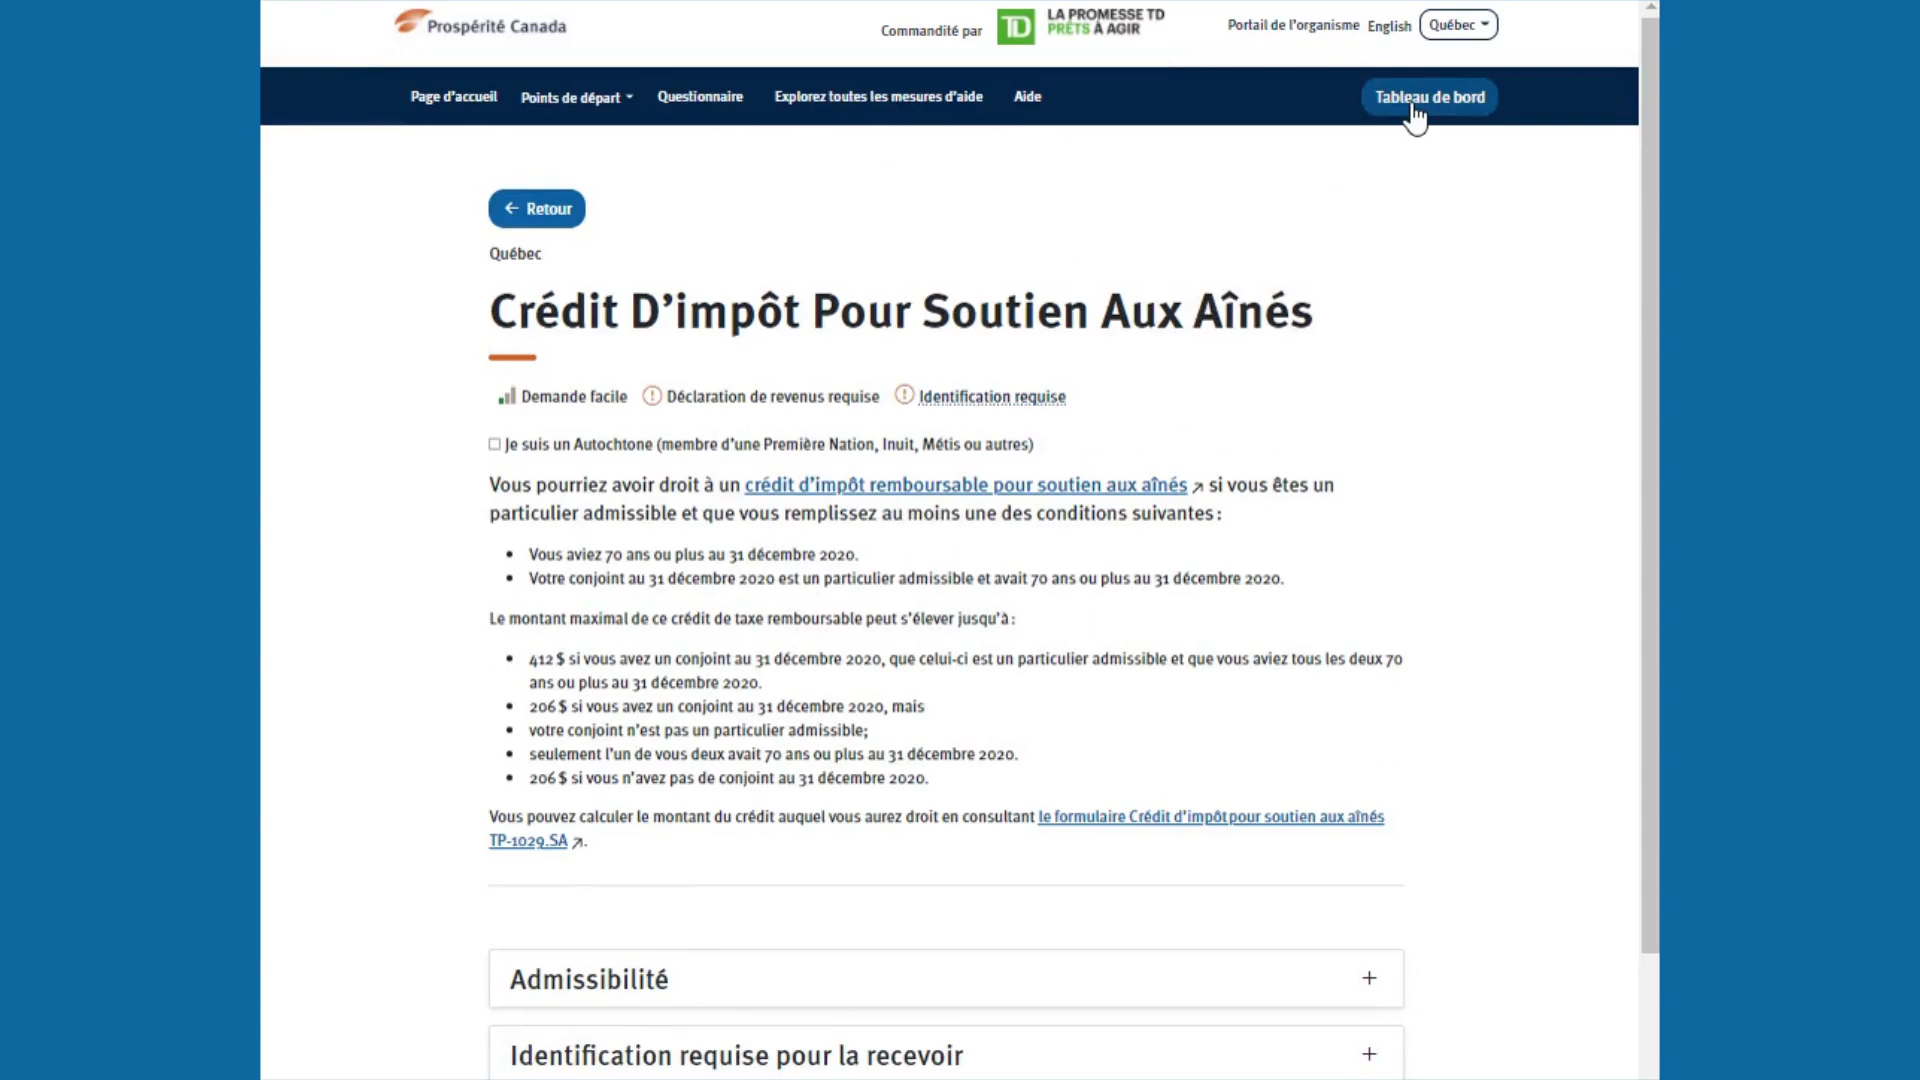 Prospérité Canada
Commandité par
TD
LA PROMESSE TD
PRÊTS À AGIR
Portail de l'organisme English Québec
Page d'accueil Points de départ Questionnaire Explorez toutes les mesures d'aide Aide Tableau de bord
← Retour
Québec
Crédit D'impôt Pour Soutien Aux Aînés
Demande facile Déclaration de revenus requise Identification requise
Je suis un Autochtone (membre d'une Première Nation, Inuit, Métis ou autres)
Vous pourriez avoir droit à un crédit d'impôt remboursable pour soutien aux aînés si vous êtes un
particulier admissible et que vous remplissez au moins une des conditions suivantes :
• Vous aviez 70 ans ou plus au 31 décembre 2020.
• Votre conjoint au 31 décembre 2020 est un particulier admissible et avait 70 ans ou plus au 31 décembre 2020.
Le montant maximal de ce crédit de taxe remboursable peut s'élever jusqu'à :
• 412 $ si vous avez un conjoint au 31 décembre 2020, que celui-ci est un particulier admissible et que vous aviez tous les deux 70
ans ou plus au 31 décembre 2020.
• 206 $ si vous avez un conjoint au 31 décembre 2020, mais
• votre conjoint n'est pas un particulier admissible;
• seulement l'un de vous deux avait 70 ans ou plus au 31 décembre 2020.
• 206 $ si vous n'avez pas de conjoint au 31 décembre 2020.
Vous pouvez calculer le montant du crédit auquel vous aurez droit en consultant le formulaire Crédit d'impôt pour soutien aux aînés
TP-1029.SA .
Admissibilité +
Identification requise pour la recevoir +